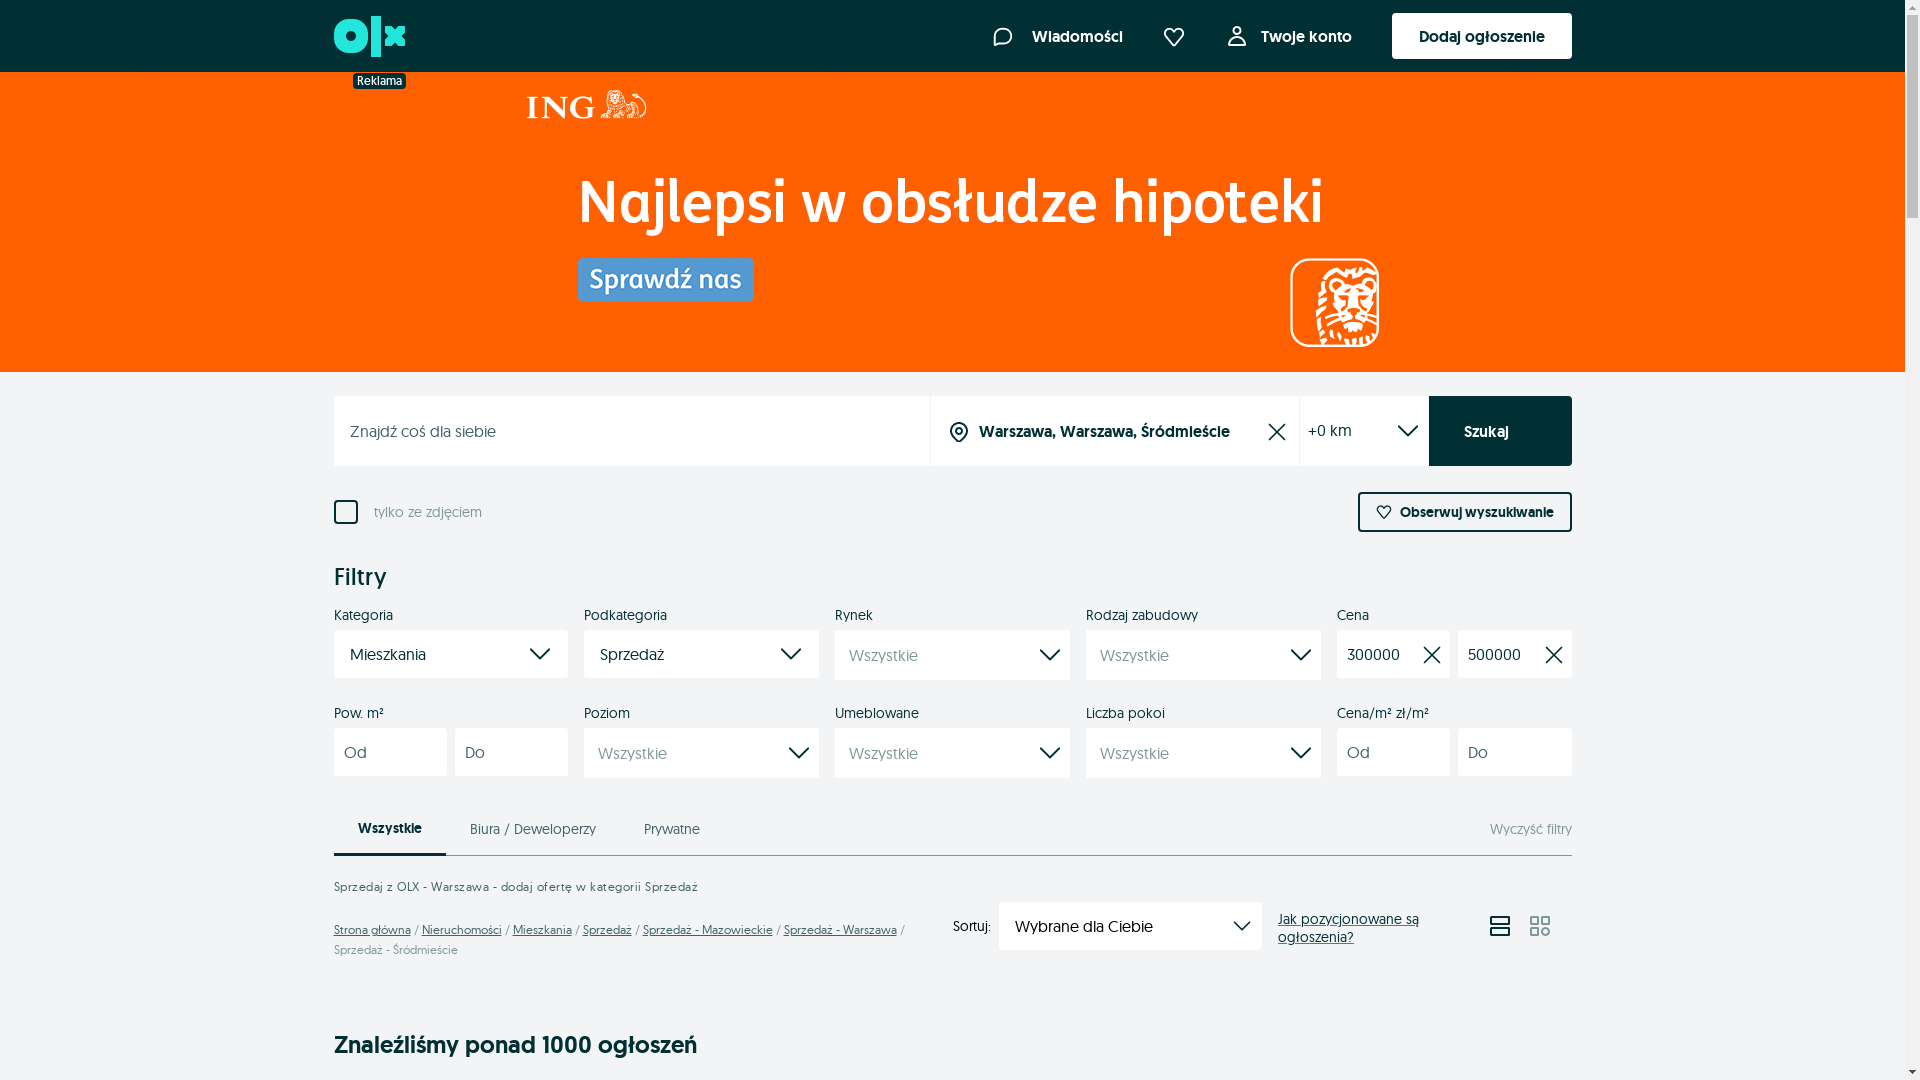 olx
Wiadomości
Twoje konto
Dodaj ogłoszenie
Reklama
ING
Najlepsi w obsłudze hipoteki
Sprawdź nas
Znajdź coś dla siebie
Warszawa, Warszawa, Śródmieście
+0 km
Szukaj
tylko ze zdjęciem
Obserwuj wyszukiwanie
Filtry
Kategoria Podkategoria Rynek Rodzaj zabudowy Cena
Mieszkania Sprzedaż Wszystkie Wszystkie 300000 500000
Pow. m² Poziom Umeblowane Liczba pokoi Cena/m² zł/m²
Od Do Wszystkie Wszystkie Wszystkie Od Do
Wszystkie Biura / Deweloperzy Prywatne Wyczyść filtry
Sprzedaj z OLX - Warszawa - dodaj ofertę w kategorii Sprzedaż
Strona główna / Nieruchomości / Mieszkania / Sprzedaż / Sprzedaż - Mazowieckie / Sprzedaż - Warszawa /
Sprzedaż - Śródmieście
Sortuj: Wybrane dla Ciebie
Jak pozycjonowane są
ogłoszenia?
Znaleźliśmy ponad 1000 ogłoszeń